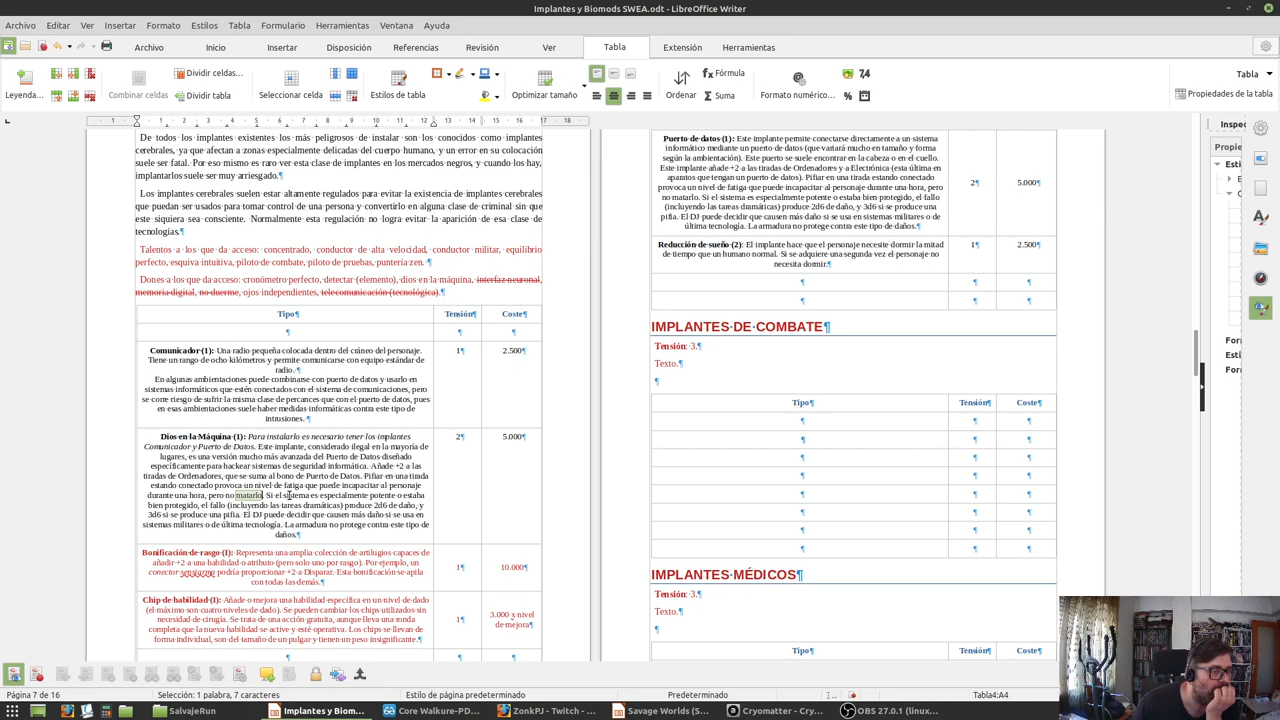 Implantes y Biomods SWEA.odt - LibreOffice Writer
Archivo Editar Ver Insertar Formato Estilos Tabla Formulario Herramientas Ventana Ayuda
Archivo Inicio Insertar Disposición Referencias Revisión Ver Tabla Extensión Herramientas
Leyenda... Combinar celdas Dividir celdas... Dividir tabla Seleccionar celda Estilos de tabla Optimizar tamaño Ordenar Fórmula Suma Formato numérico... Tabla
Propiedades de la tabla
De todos los implantes existentes los más peligrosos de instalar son los conocidos como implantes
cerebrales, ya que afectan a zonas especialmente delicadas del cuerpo humano, y un error en su colocación
suele ser fatal. Por eso mismo es raro ver esta clase de implantes en los mercados negros, y cuando los hay,
implantarlos suele ser muy arriesgado.¶
Los implantes cerebrales suelen estar altamente regulados para evitar la existencia de implantes cerebrales
que puedan ser usados para tomar control de una persona y convertirlo en alguna clase de criminal sin que
este siquiera sea consciente. Normalmente esta regulación no logra evitar la aparición de esa clase de
tecnologías.¶
Talentos a los que da acceso: concentrado, conductor de alta velocidad, conductor militar, equilibrio
perfecto, esquiva intuitiva, piloto de combate, piloto de pruebas, puntería zen. ¶
Dones a los que da acceso: cronómetro perfecto, detectar (elemento), dios en la máquina, interfaz neuronal,
memoria digital, no duerme, ojos independientes, telecomunicación (tecnológica).¶
Tipo¶ Tensión¶ Coste¶
¶ ¶ ¶
Comunicador (1): Una radio pequeña colocada dentro del cráneo del personaje.
Tiene un rango de ocho kilómetros y permite comunicarse con equipo estándar de
radio. ¶
En algunas ambientaciones puede combinarse con puerto de datos y usarlo en
sistemas informáticos que estén conectados con el sistema de comunicaciones, pero
se corre riesgo de sufrir la misma clase de percances que con el puerto de datos, pues
en esas ambientaciones suele haber medidas informáticas contra este tipo de
intrusiones. ¶
1¶ 2.500¶
Dios en la Máquina (1): Para instalarlo es necesario tener los implantes
Comunicador y Puerto de Datos. Este implante, considerado ilegal en la mayoría de
lugares, es una versión mucho más avanzada del Puerto de Datos diseñado
específicamente para hackear sistemas de seguridad informática. Añade +2 a las
tiradas de Ordenadores, que se suma al bono de Puerto de Datos. Pifiar en una tirada
estando conectado provoca un nivel de fatiga que puede incapacitar al personaje
durante una hora, pero no matarlo. Si el sistema es especialmente potente o estaba
bien protegido, el fallo (incluyendo las tareas dramáticas) produce 2d6 de daño, y
3d6 si se produce una pifia. El DJ puede decidir que causen más daño si se usa en
sistemas militares o de última tecnología. La armadura no protege contra este tipo de
daños.¶
2 5.000¶
Bonificación de rasgo (I): Representa una amplia colección de artilugios capaces de
añadir +2 a una habilidad o atributo (pero solo uno por rasgo). Por ejemplo, un
podría proporcionar +2 a Disparar. Esta bonificación se apila
con todas las demás.¶
1¶ 10.000¶
Chip de habilidad (I): Añade o mejora una habilidad específica en un nivel de dado
(el máximo son cuatro niveles de dado). Se pueden cambiar los chips utilizados sin
necesidad de cirugía. Se trata de una acción gratuita, aunque lleva una ronda
completa que la nueva habilidad se active y esté operativa. Los chips se llevan de
forma individual, son del tamaño de un pulgar y tienen un peso insignificante.¶
1¶ 3.000 x nivel
de mejora¶
Puerto de datos (1): Este implante permite conectarse directamente a un sistema
informático mediante un puerto de datos (que variará mucho en tamaño y forma
según la ambientación). Este puerto se suele encontrar en la cabeza o en el cuello.
Este implante añade +2 a las tiradas de Ordenadores y a Electrónica (esta última en
aparatos que tengan un puerto de datos). Pifiar en una tirada estando conectado
provoca un nivel de fatiga que puede incapacitar al personaje durante una hora, pero
no matarlo. Si el sistema es especialmente potente o estaba bien protegido, el fallo
(incluyendo las tareas dramáticas) produce 2d6 de daño, y 3d6 si se produce una
pifia. El DJ puede decidir que causen más daño si se usa en sistemas militares o de
última tecnología. La armadura no protege contra este tipo de daños.¶
2¶ 5.000¶
Reducción de sueño (2): El implante hace que el personaje necesite dormir la mitad
de tiempo que un humano normal. Si se adquiere una segunda vez el personaje no
necesita dormir.¶
1¶ 2.500¶
IMPLANTES DE COMBATE¶
Tensión: 3.¶
Texto.¶
¶
Tipo¶ Tensión¶ Coste¶
IMPLANTES MÉDICOS¶
Tensión: 3.¶
Texto.¶
¶
Tipo¶ Tensión¶ Coste¶
Inspec
Propie
Página 7 de 16 Selección: 1 palabra, 7 caracteres Estilo de página predeterminado Predeterminado Tabla4:A4
SalvajeRun Implantes y Biom... Core Walkure-PD... ZonkPJ - Twitch - ... Savage Worlds (S... Cryomatter - Cra... OBS 27.0.1 (linux...